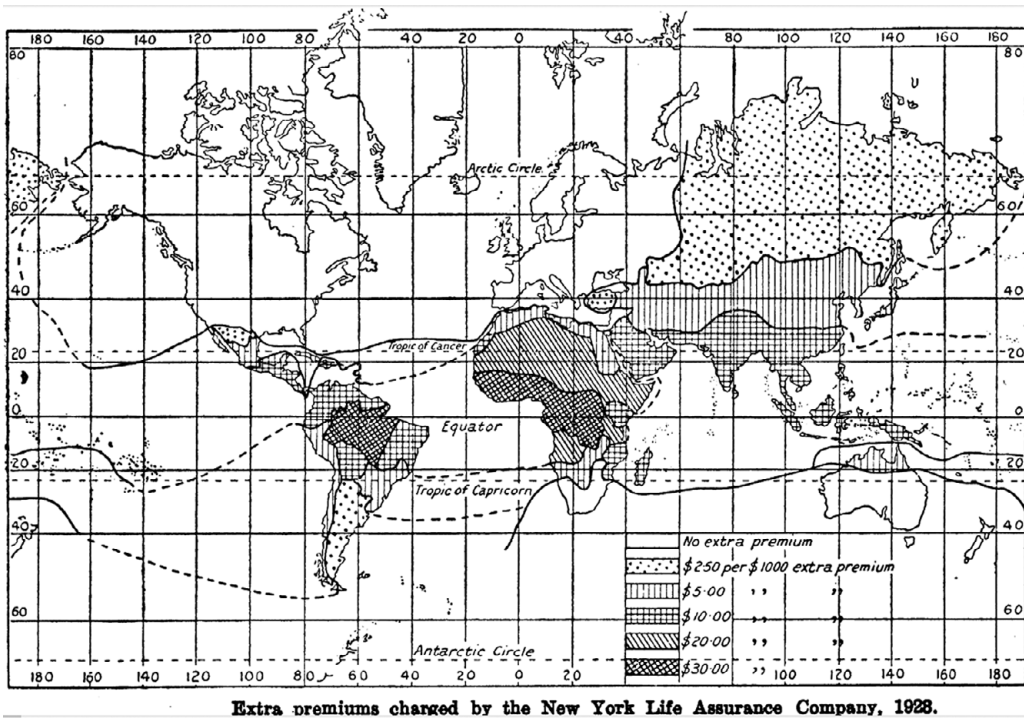 180 160 140 120 100 80 40 20 0 40 80 100 120 140 160 180
80 80
Arctic Circle
60 60
40 40
20 Tropic of Cancer 20
0 Equator 0
20 20
Tropic of Capricorn
40 40
No extra premium
$250 per $1000 extra premium
$5·00 ,, ,,
$10·00 ,, ,,
60 60
$20·00 ,, ,,
Antarctic Circle
$30·00 ,, ,,
180 160 140 120 100 80 60 40 20 0 20 40 100 120 140 160 180
Extra premiums charged by the New York Life Assurance Company, 1923.